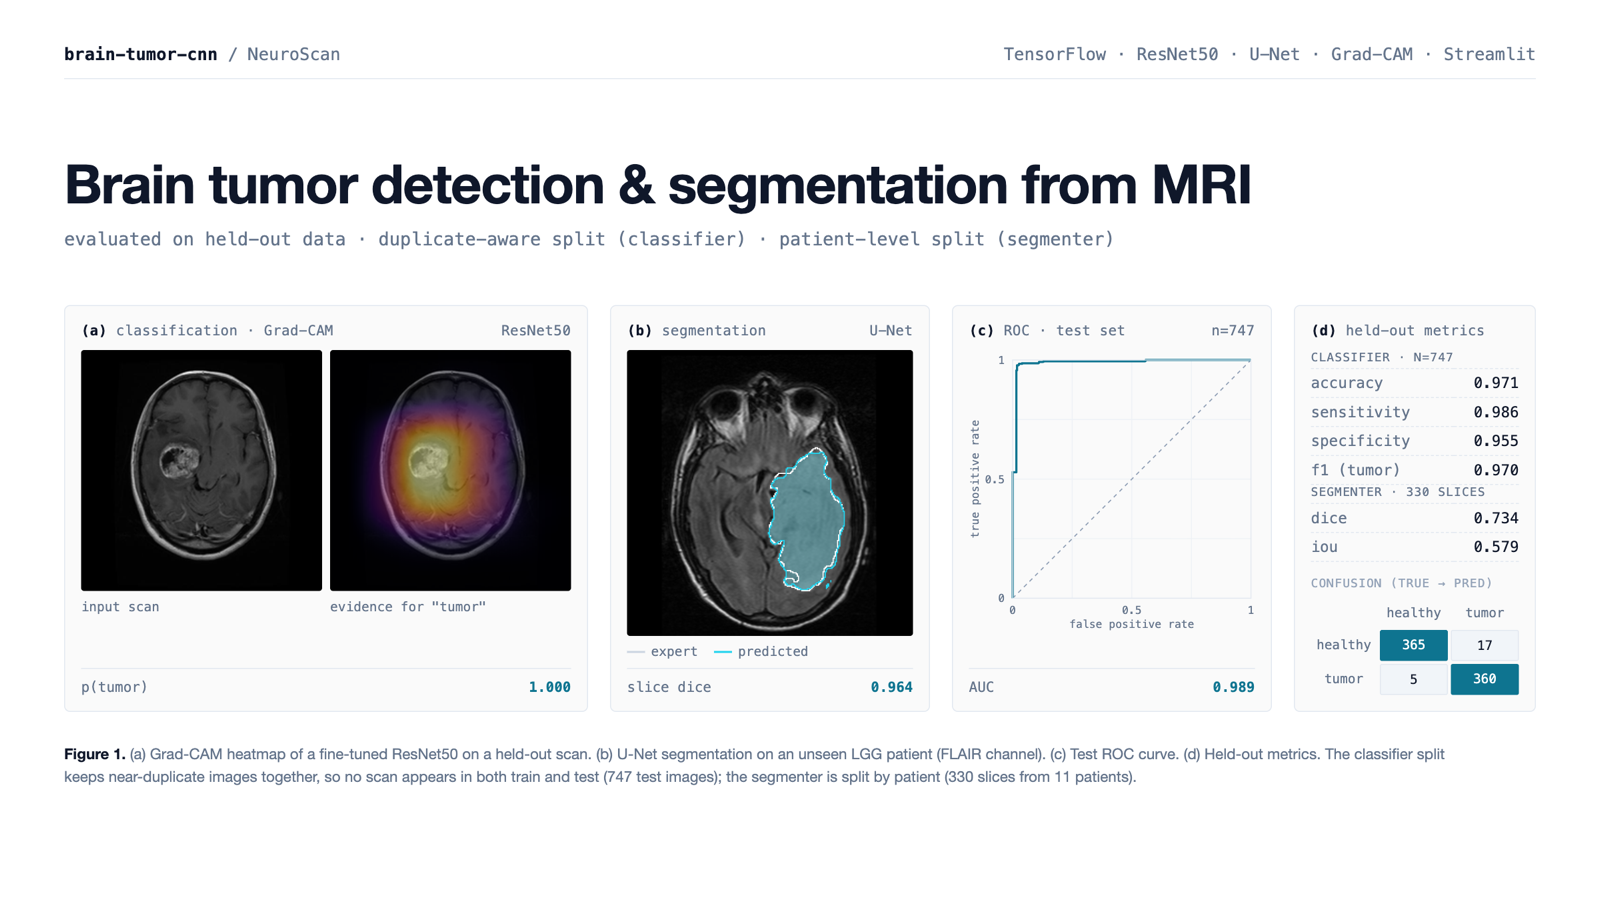 brain-tumor-cnn / NeuroScan
TensorFlow · ResNet50 · U-Net · Grad-CAM · Streamlit
Brain tumor detection & segmentation from MRI
evaluated on held-out data · duplicate-aware split (classifier) · patient-level split (segmenter)
(a) classification · Grad-CAM
ResNet50
input scan
evidence for "tumor"
p(tumor)
1.000
(b) segmentation
U-Net
expert
predicted
slice dice
0.964
(c) ROC · test set
n=747
true positive rate
1
0.5
0
0
0.5
1
false positive rate
AUC
0.989
(d) held-out metrics
CLASSIFIER · N=747
accuracy 0.971
sensitivity 0.986
specificity 0.955
f1 (tumor) 0.970
SEGMENTER · 330 SLICES
dice 0.734
iou 0.579
CONFUSION (TRUE → PRED)
healthy tumor
healthy 365 17
tumor 5 360
Figure 1. (a) Grad-CAM heatmap of a fine-tuned ResNet50 on a held-out scan. (b) U-Net segmentation on an unseen LGG patient (FLAIR channel). (c) Test ROC curve. (d) Held-out metrics. The classifier split
keeps near-duplicate images together, so no scan appears in both train and test (747 test images); the segmenter is split by patient (330 slices from 11 patients).